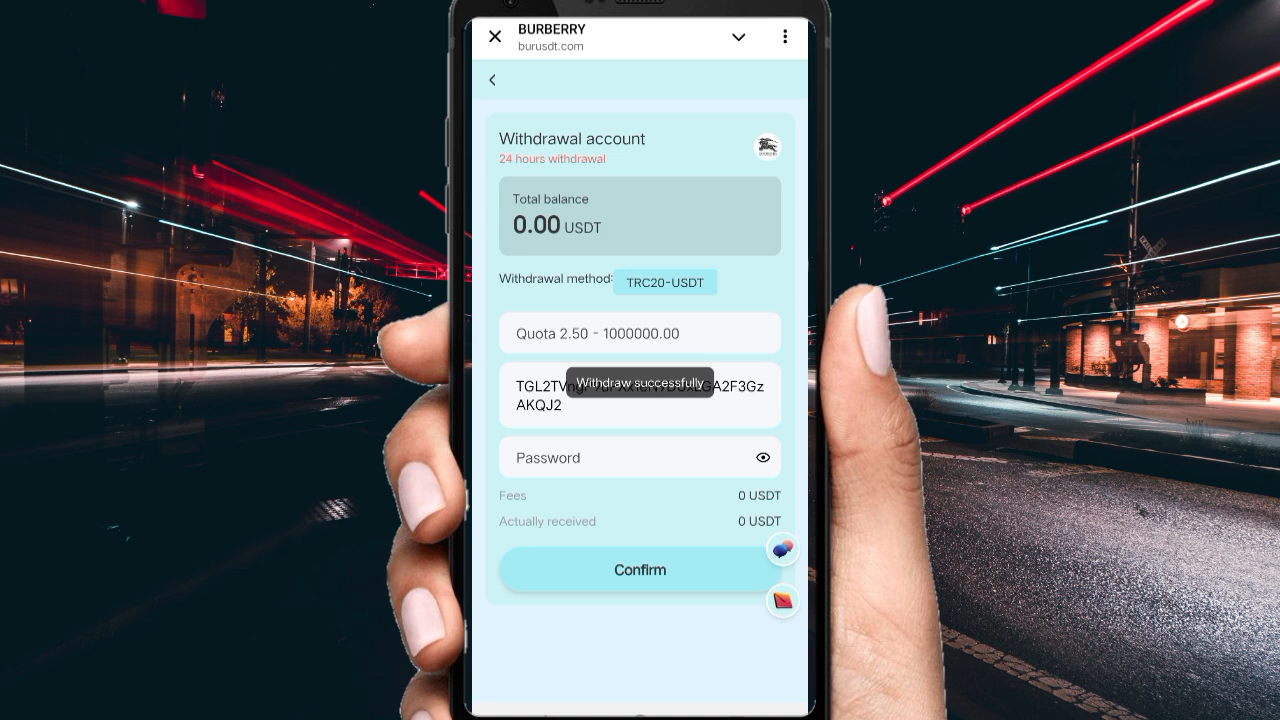 BURBERRY
burusdt.com
Withdrawal account
24 hours withdrawal
Total balance
0.00 USDT
Withdrawal method:
TRC20-USDT
Quota 2.50 - 1000000.00
Withdraw successfully
AKQJ2
Password
Fees
0 USDT
Actually received
0 USDT
Confirm